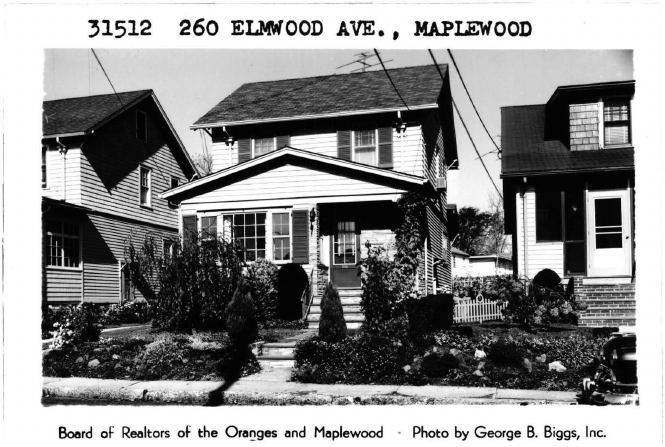 31512 260 ELMWOOD AVE., MAPLEWOOD
Board of Realtors of the Oranges and Maplewood · Photo by George B. Biggs, Inc.